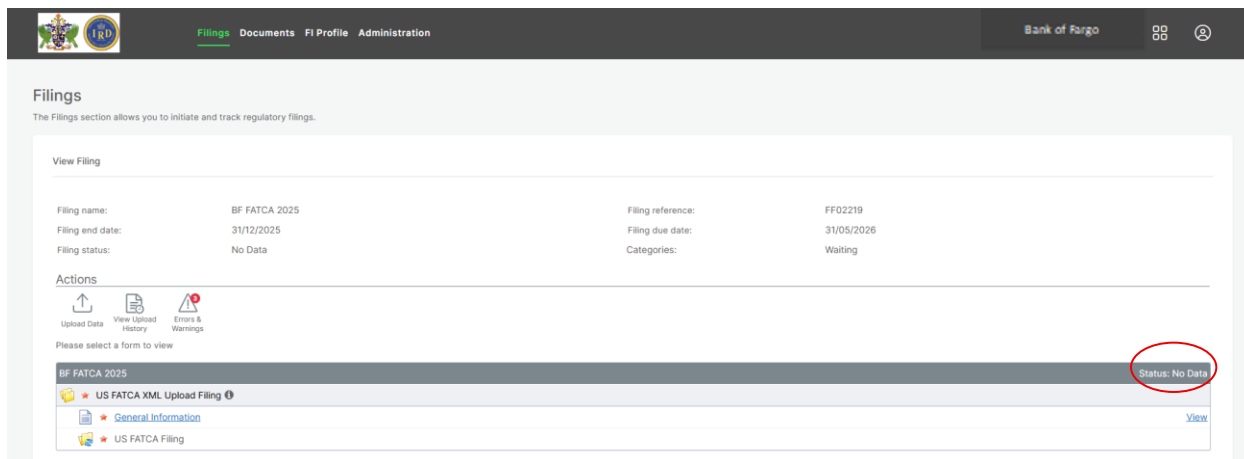 IRD
Filings Documents FI Profile Administration Bank of Fargo
Filings
The Filings section allows you to initiate and track regulatory filings.
View Filing
Filing name: BF FATCA 2025 Filing reference: FF02219
Filing end date: 31/12/2025 Filing due date: 31/05/2026
Filing status: No Data Categories: Waiting
Actions
3
Upload Data View Upload History Errors & Warnings
Please select a form to view
BF FATCA 2025 Status: No Data
US FATCA XML Upload Filing
General Information View
US FATCA Filing